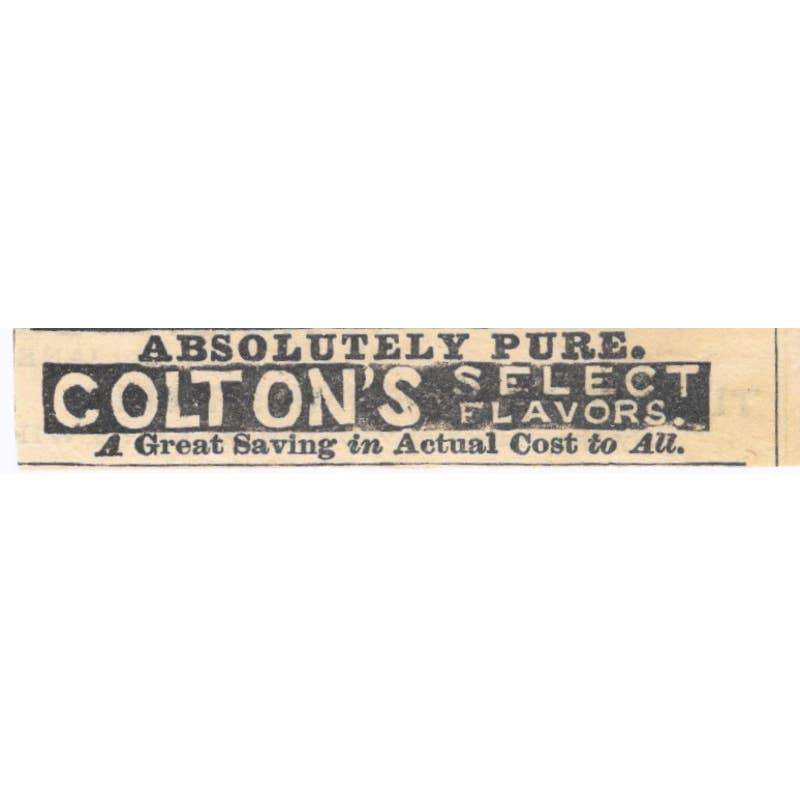 ABSOLUTELY PURE.
COLTON'S SELECT FLAVORS.
A Great Saving in Actual Cost to All.